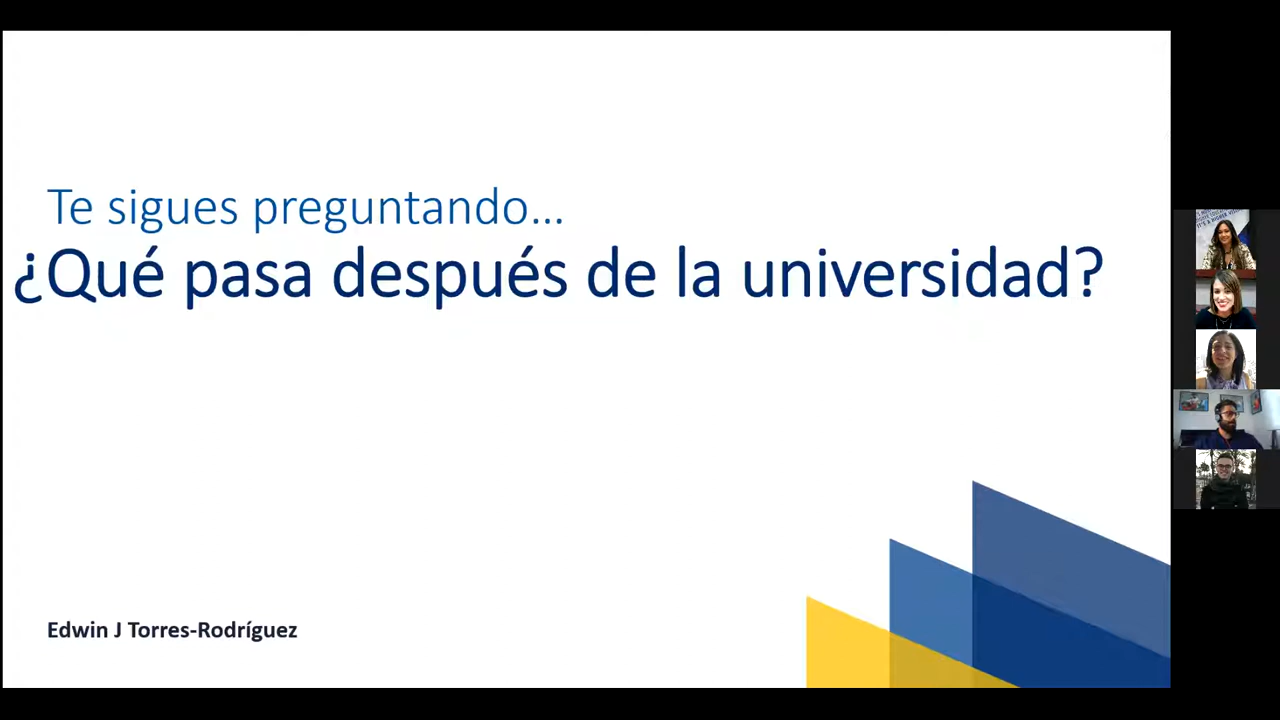 Te sigues preguntando...
¿Qué pasa después de la universidad?
Edwin J Torres-Rodríguez